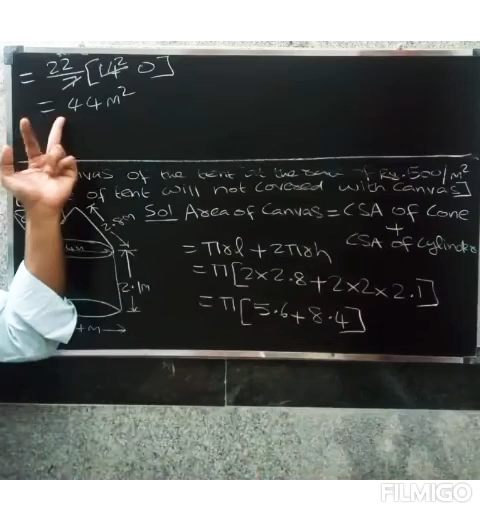 = 22/7 [14.0]
= 44m²
of the tent at the rate of Rs. 500/m²
of tent will not covered with canvas]
Sol Area of Canvas = CSA of Cone
+
CSA of Cylinder
= πrl + 2πrh
= π[2×2.8+2×2×2.1]
= π[5.6+8.4]
2.8m
4m
2.1m
FILMIGO